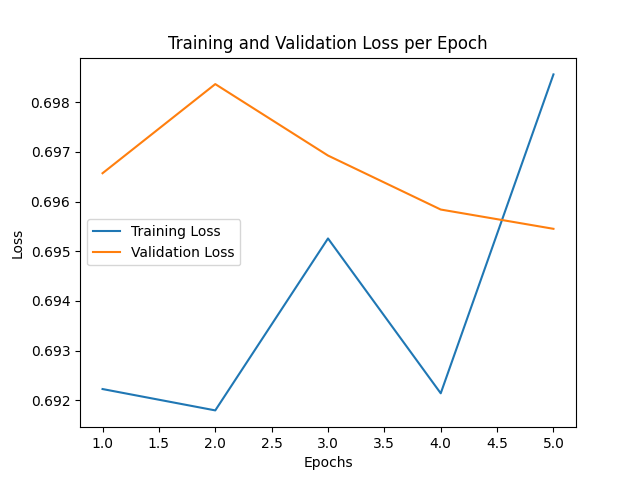 Training and Validation Loss per Epoch
0.698
0.697
0.696
0.695
0.694
0.693
0.692
Loss
Training Loss
Validation Loss
1.0 1.5 2.0 2.5 3.0 3.5 4.0 4.5 5.0
Epochs